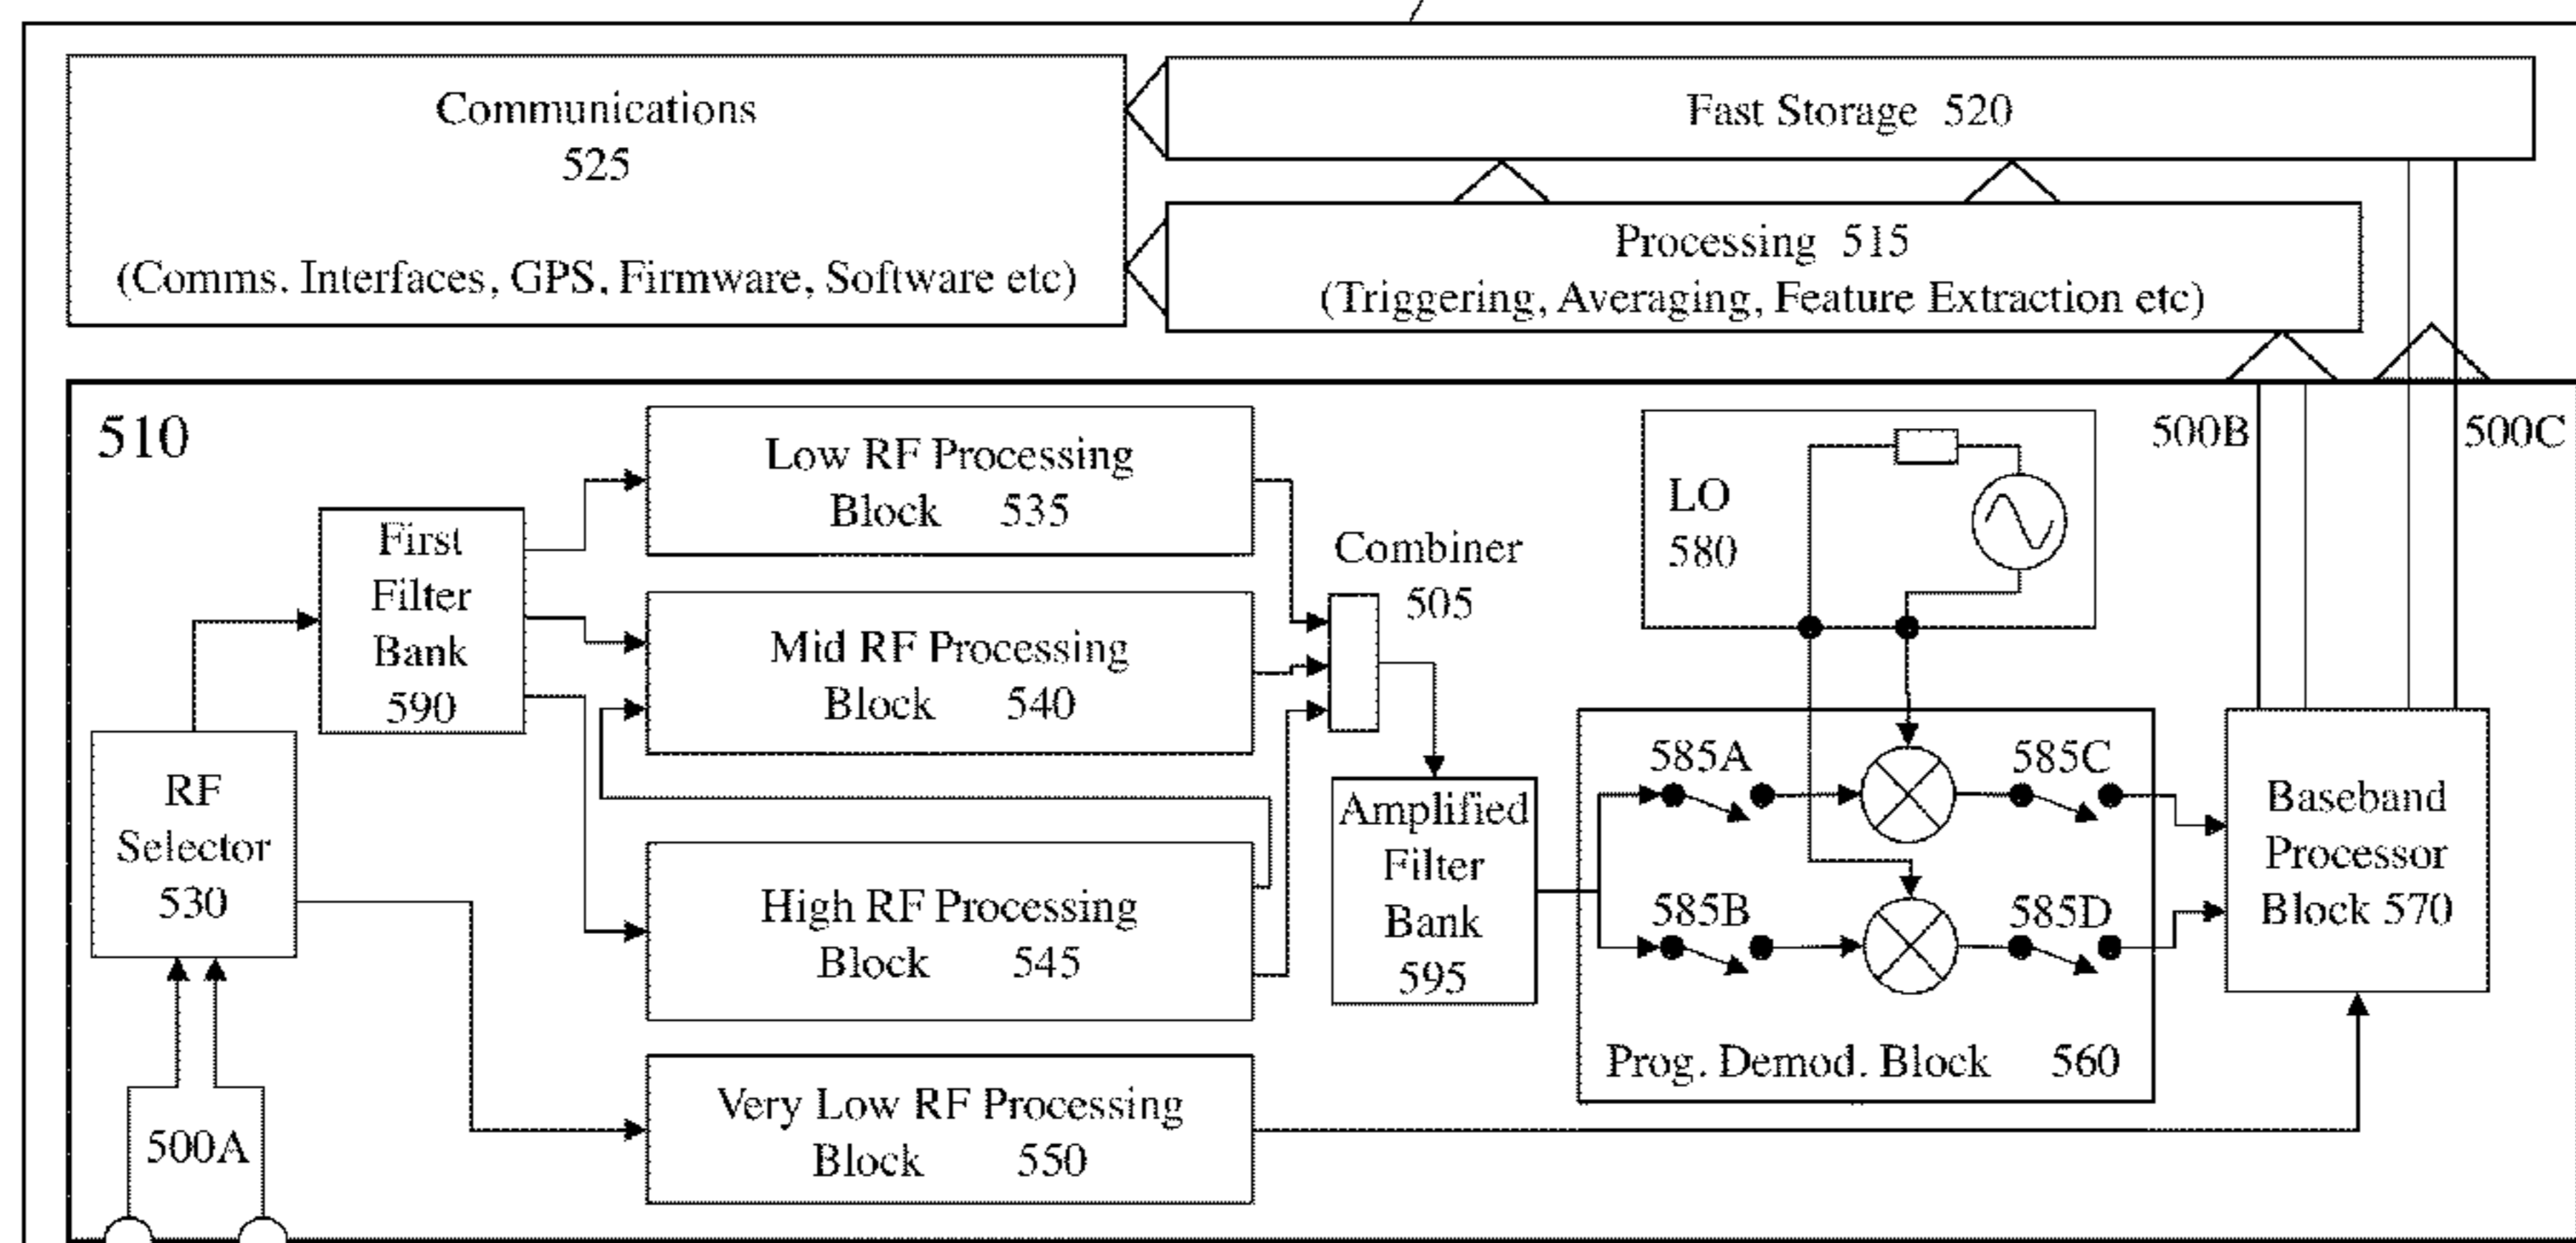 Communications
525
(Comms. Interfaces, GPS, Firmware, Software etc)
Fast Storage 520
Processing 515
(Triggering, Averaging, Feature Extraction etc)
510
500B
500C
Low RF Processing
Block 535
LO
580
First
Filter
Bank
590
Combiner
505
Mid RF Processing
Block 540
RF
Selector
530
585A
585C
Amplified
Filter
Bank
595
Baseband
Processor
Block 570
High RF Processing
Block 545
585B
585D
Prog. Demod. Block 560
500A
Very Low RF Processing
Block 550